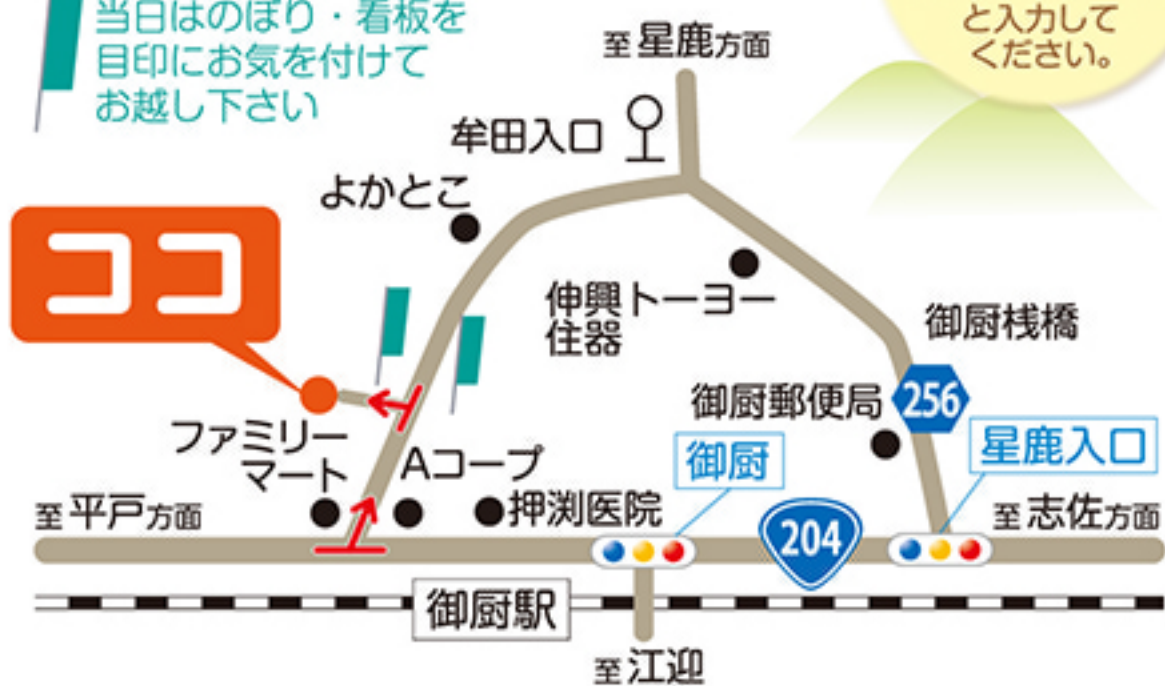 当日はのぼり・看板を
目印にお気を付けて
お越し下さい
と入力して
ください。
至 星鹿方面
牟田入口
よかとこ
ココ
伸興トーヨー
住器
御厨桟橋
256
御厨郵便局
星鹿入口
御厨
ファミリー
マート
Aコープ
押渕医院
至 平戸方面
204
至 志佐方面
御厨駅
至 江迎